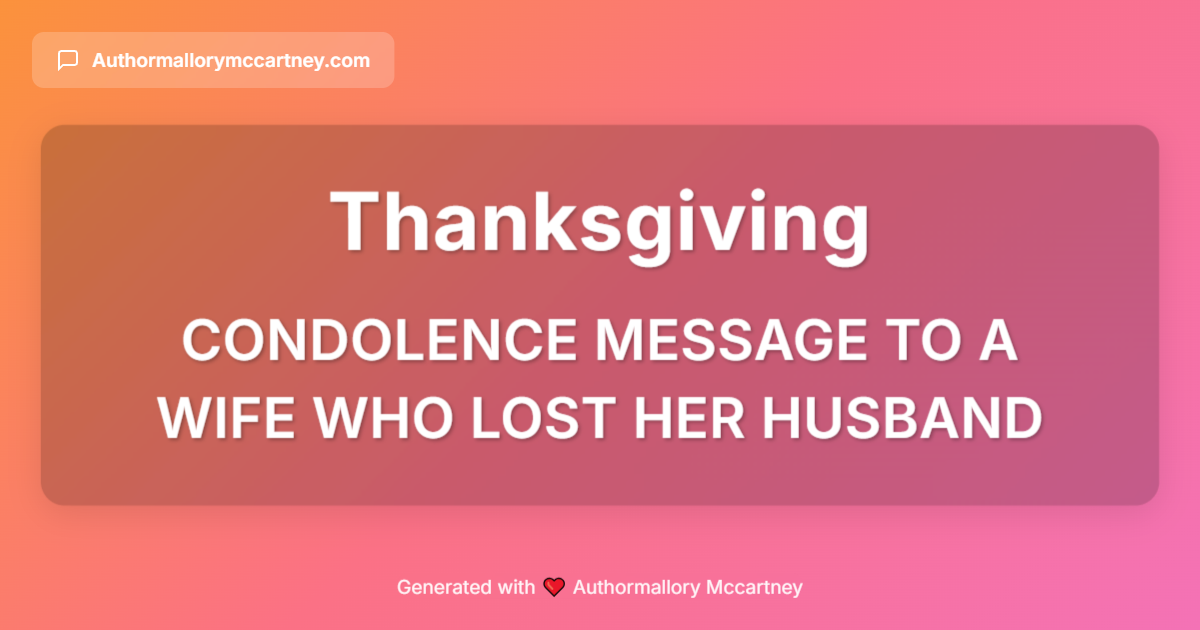 Authormallorymccartney.com
Thanksgiving
CONDOLENCE MESSAGE TO A
WIFE WHO LOST HER HUSBAND
Generated with ❤️ Authormallory Mccartney